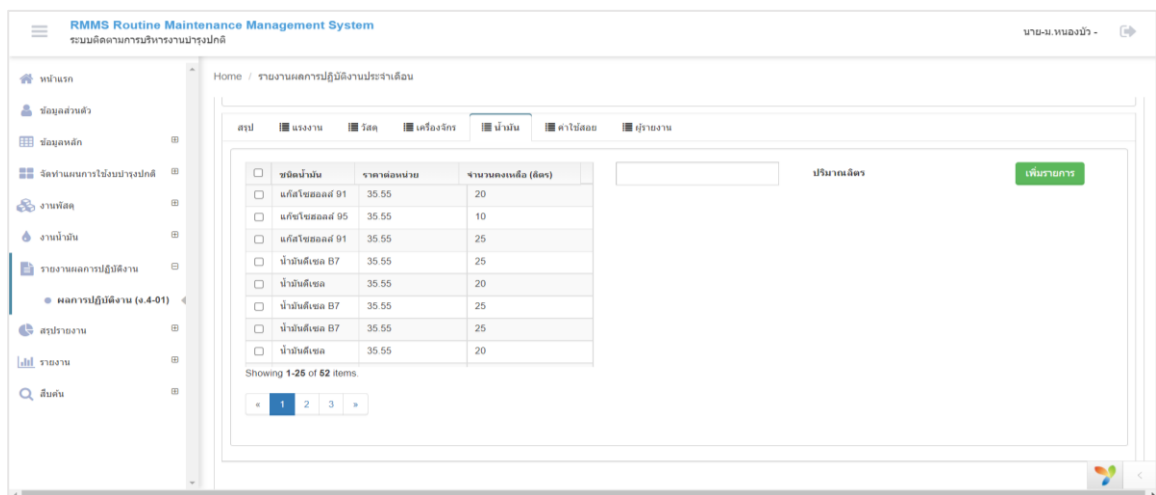 RMMS Routine Maintenance Management System
ระบบติดตามการบริหารงานบำรุงปกติ
นาย-ม.หนองบัว -
หน้าแรก
ข้อมูลส่วนตัว
ข้อมูลหลัก
จัดทำแผนการใช้งบบำรุงปกติ
งานพัสดุ
งานน้ำมัน
รายงานผลการปฏิบัติงาน
ผลการปฏิบัติงาน (ง.4-01)
สรุปรายงาน
รายงาน
สืบค้น
Home / รายงานผลการปฏิบัติงานประจำเดือน
สรุป แรงงาน วัสดุ เครื่องจักร น้ำมัน ค่าใช้สอย ผู้รายงาน
ชนิดน้ำมัน ราคาต่อหน่วย จำนวนคงเหลือ (ลิตร) ปริมาณลิตร เพิ่มรายการ
แก๊สโซฮอลล์ 91 35.55 20
แก๊ซโซฮอลล์ 95 35.55 10
แก๊สโซฮอลล์ 91 35.55 25
น้ำมันดีเซล B7 35.55 25
น้ำมันดีเซล 35.55 20
น้ำมันดีเซล B7 35.55 25
น้ำมันดีเซล B7 35.55 25
น้ำมันดีเซล 35.55 20
Showing 1-25 of 52 items.
« 1 2 3 »